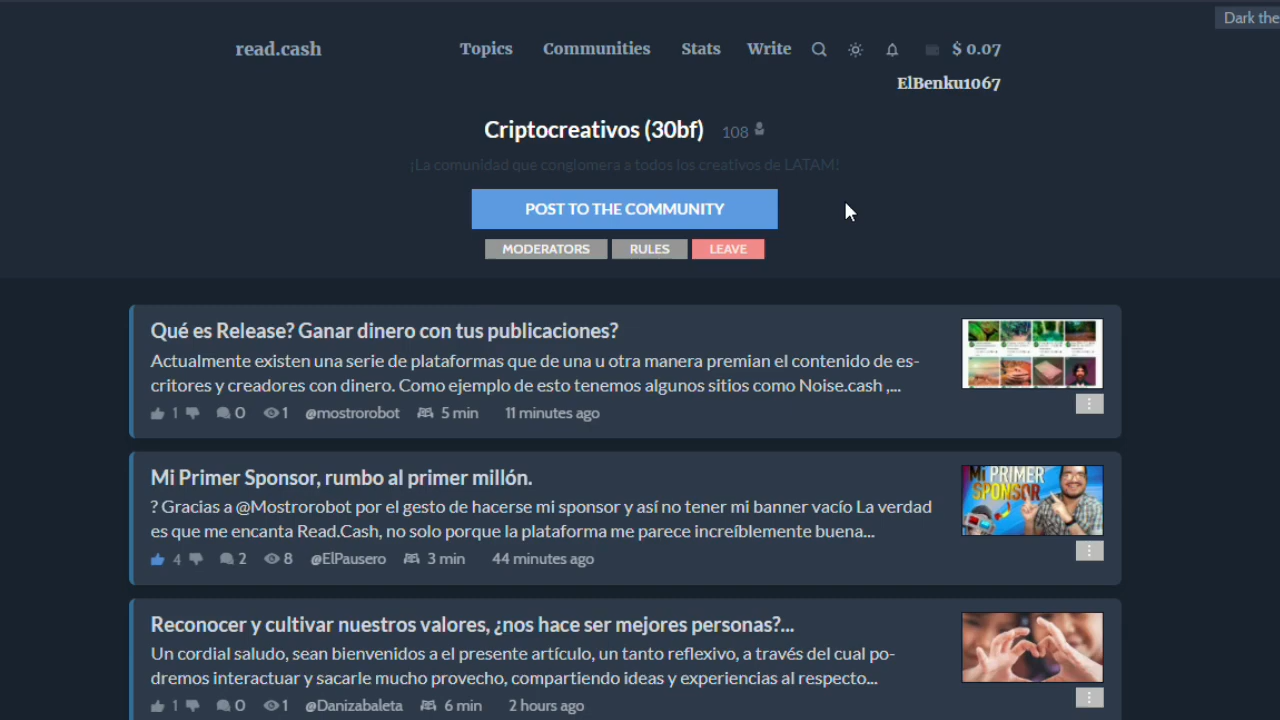 Dark the
read.cash
Topics Communities Stats Write $ 0.07
ElBenku1067
Criptocreativos (30bf) 108
¡La comunidad que conglomera a todos los creativos de LATAM!
POST TO THE COMMUNITY
MODERATORS RULES LEAVE
Qué es Release? Ganar dinero con tus publicaciones?
Actualmente existen una serie de plataformas que de una u otra manera premian el contenido de es-
critores y creadores con dinero. Como ejemplo de esto tenemos algunos sitios como Noise.cash ,...
1 0 1 @mostrorobot 5 min 11 minutes ago
Mi Primer Sponsor, rumbo al primer millón.
? Gracias a @Mostrorobot por el gesto de hacerse mi sponsor y así no tener mi banner vacío La verdad
es que me encanta Read.Cash, no solo porque la plataforma me parece increíblemente buena...
MI PRIMER
SPONSOR
4 2 8 @ElPausero 3 min 44 minutes ago
Reconocer y cultivar nuestros valores, ¿nos hace ser mejores personas?...
Un cordial saludo, sean bienvenidos a el presente artículo, un tanto reflexivo, a través del cual po-
dremos interactuar y sacarle mucho provecho, compartiendo ideas y experiencias al respecto...
1 0 1 @Danizabaleta 6 min 2 hours ago